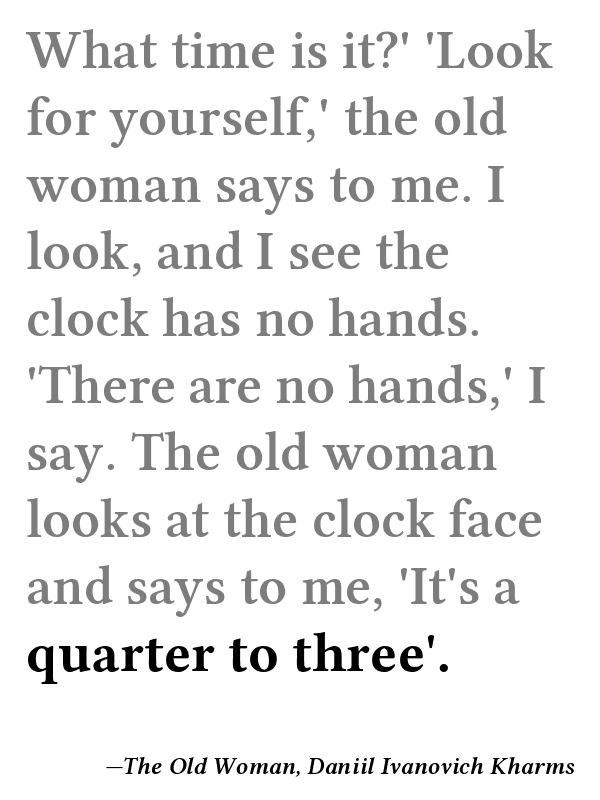 What time is it?' 'Look
for yourself,' the old
woman says to me. I
look, and I see the
clock has no hands.
'There are no hands,' I
say. The old woman
looks at the clock face
and says to me, 'It's a
quarter to three'.
—The Old Woman, Daniil Ivanovich Kharms